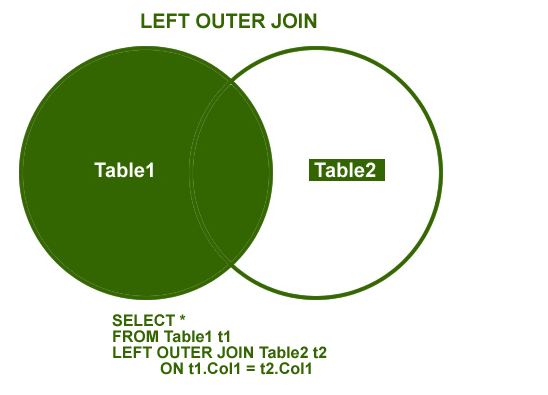 LEFT OUTER JOIN
Table1
Table2
SELECT *
FROM Table1 t1
LEFT OUTER JOIN Table2 t2
ON t1.Col1 = t2.Col1